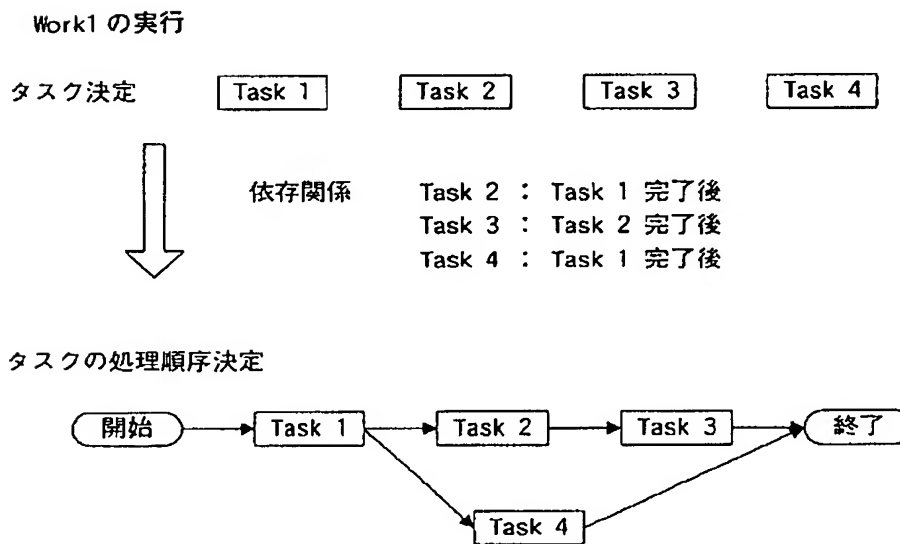 Work1 の実行
タスク決定 Task 1 Task 2 Task 3 Task 4
依存関係 Task 2 : Task 1 完了後
Task 3 : Task 2 完了後
Task 4 : Task 1 完了後
タスクの処理順序決定
開始 Task 1 Task 2 Task 3 終了
Task 4